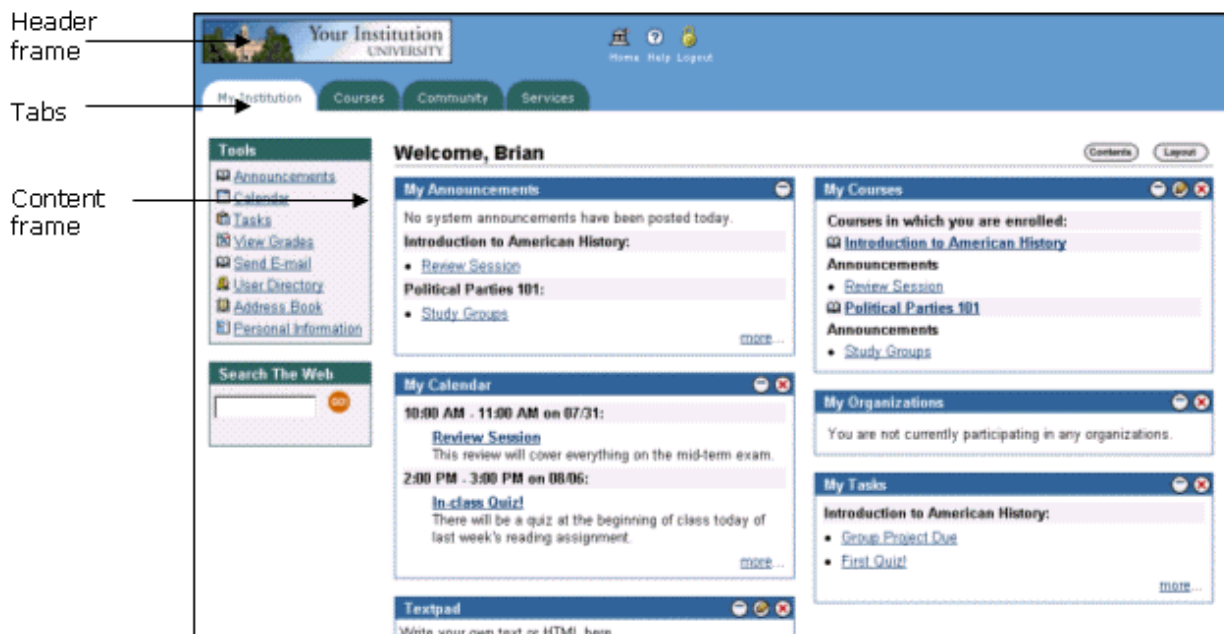 Header
frame
Your Institution
UNIVERSITY
Home Help Logout
Tabs
My Institution Courses Community Services
Content
frame
Tools
Announcements
Calendar
Tasks
View Grades
Send E-mail
User Directory
Address Book
Personal Information
Search The Web
GO!
Welcome, Brian
Contents Layout
My Announcements
No system announcements have been posted today.
Introduction to American History:
• Review Session
Political Parties 101:
• Study Groups
more...
My Calendar
10:00 AM - 11:00 AM on 07/31:
Review Session
This review will cover everything on the mid-term exam.
2:00 PM - 3:00 PM on 08/06:
In-class Quiz!
There will be a quiz at the beginning of class today of
last week's reading assignment.
more...
Textpad
Write your own text or HTML here
My Courses
Courses in which you are enrolled:
Introduction to American History
Announcements
• Review Session
Political Parties 101
Announcements
• Study Groups
My Organizations
You are not currently participating in any organizations.
My Tasks
Introduction to American History:
• Group Project Due
• First Quiz!
more...